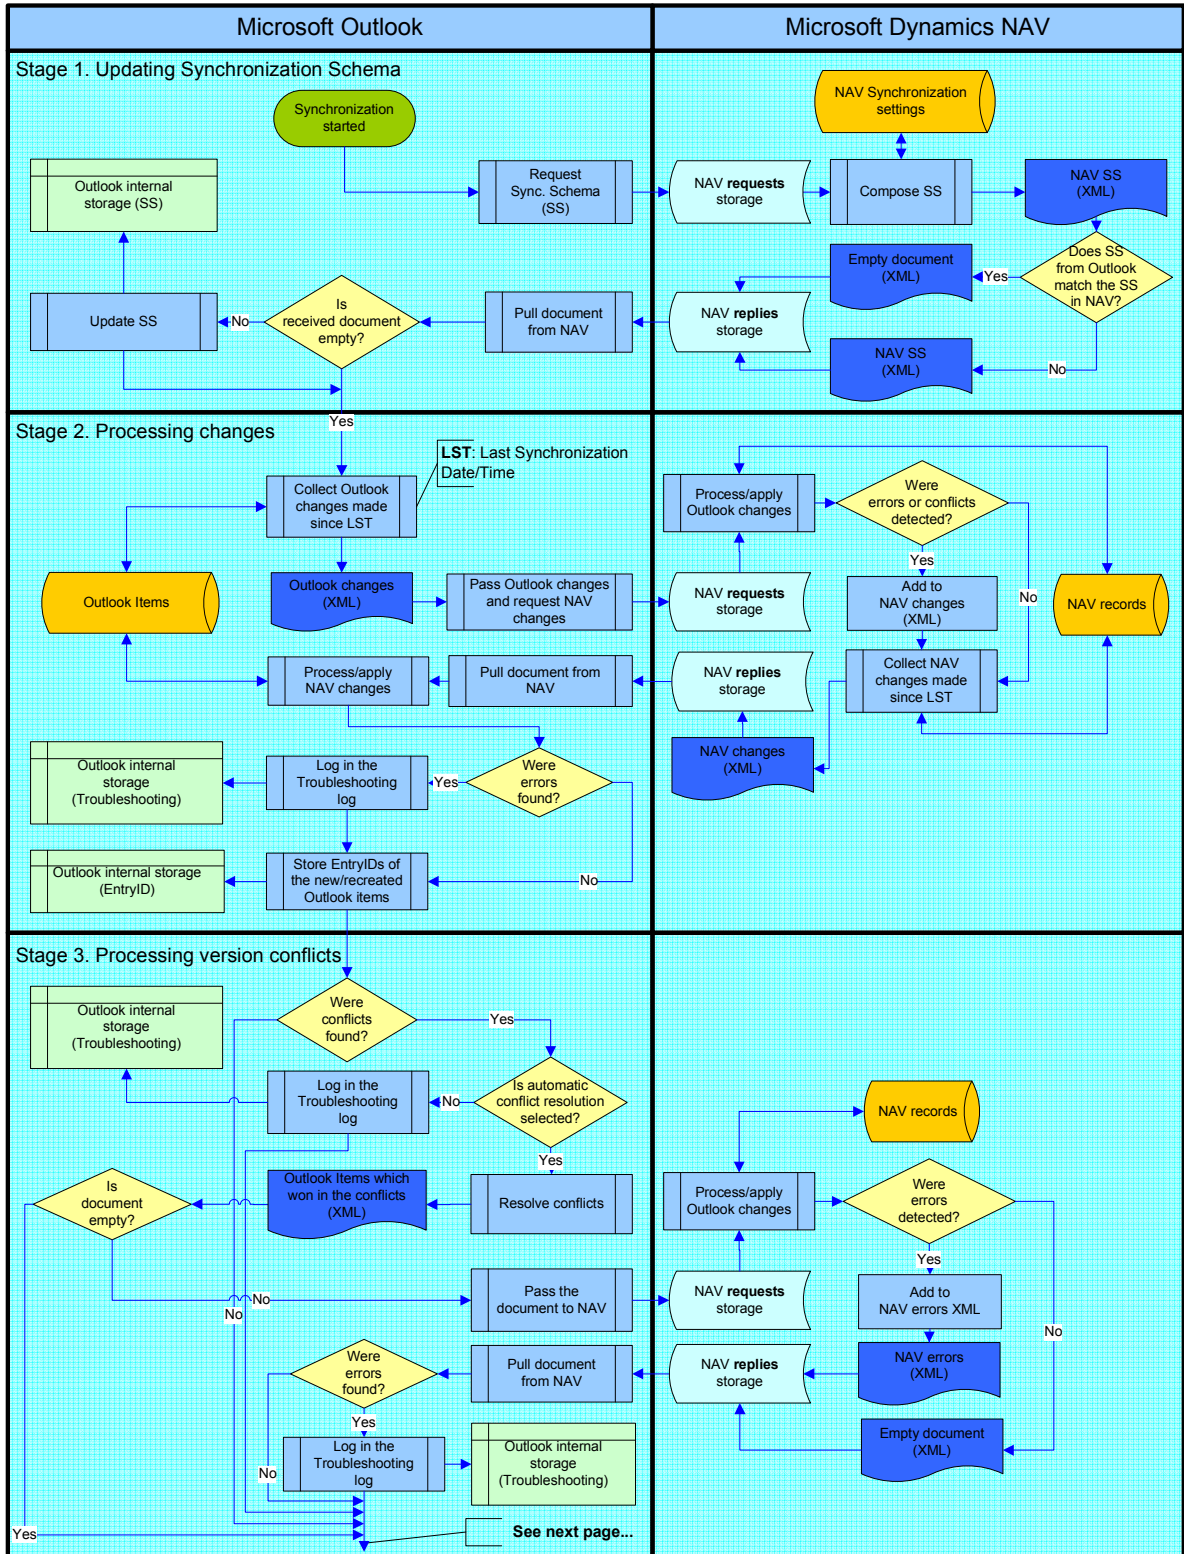 Microsoft Outlook
Microsoft Dynamics NAV
Stage 1. Updating Synchronization Schema
Synchronization
started
NAV Synchronization
settings
Outlook internal
storage (SS)
Request
Sync. Schema
(SS)
NAV requests
storage
Compose SS
NAV SS
(XML)
Does SS
from Outlook
match the SS
in NAV?
Yes
Empty document
(XML)
Update SS
No
Is
received document
empty?
Pull document
from NAV
NAV replies
storage
NAV SS
(XML)
No
Yes
Stage 2. Processing changes
LST: Last Synchronization
Date/Time
Collect Outlook
changes made
since LST
Process/apply
Outlook changes
Were
errors or conflicts
detected?
Yes
No
Outlook Items
Outlook changes
(XML)
Pass Outlook changes
and request NAV
changes
NAV requests
storage
Add to
NAV changes
(XML)
NAV records
Process/apply
NAV changes
Pull document from
NAV
NAV replies
storage
Collect NAV
changes made
since LST
NAV changes
(XML)
Outlook internal
storage
(Troubleshooting)
Log in the
Troubleshooting
log
Yes
Were
errors
found?
Outlook internal storage
(EntryID)
Store EntryIDs of
the new/recreated
Outlook items
No
Stage 3. Processing version conflicts
Outlook internal
storage
(Troubleshooting)
Were
conflicts
found?
Yes
Log in the
Troubleshooting
log
No
Is automatic
conflict resolution
selected?
Yes
NAV records
Is
document
empty?
Outlook Items which
won in the conflicts
(XML)
Resolve conflicts
Process/apply
Outlook changes
Were
errors
detected?
Yes
No
No
Pass the
document to NAV
NAV requests
storage
Add to
NAV errors XML
No
Were
errors
found?
Pull document
from NAV
NAV replies
storage
NAV errors
(XML)
Yes
Empty document
(XML)
No
Log in the
Troubleshooting
log
Outlook internal
storage
(Troubleshooting)
Yes
See next page...